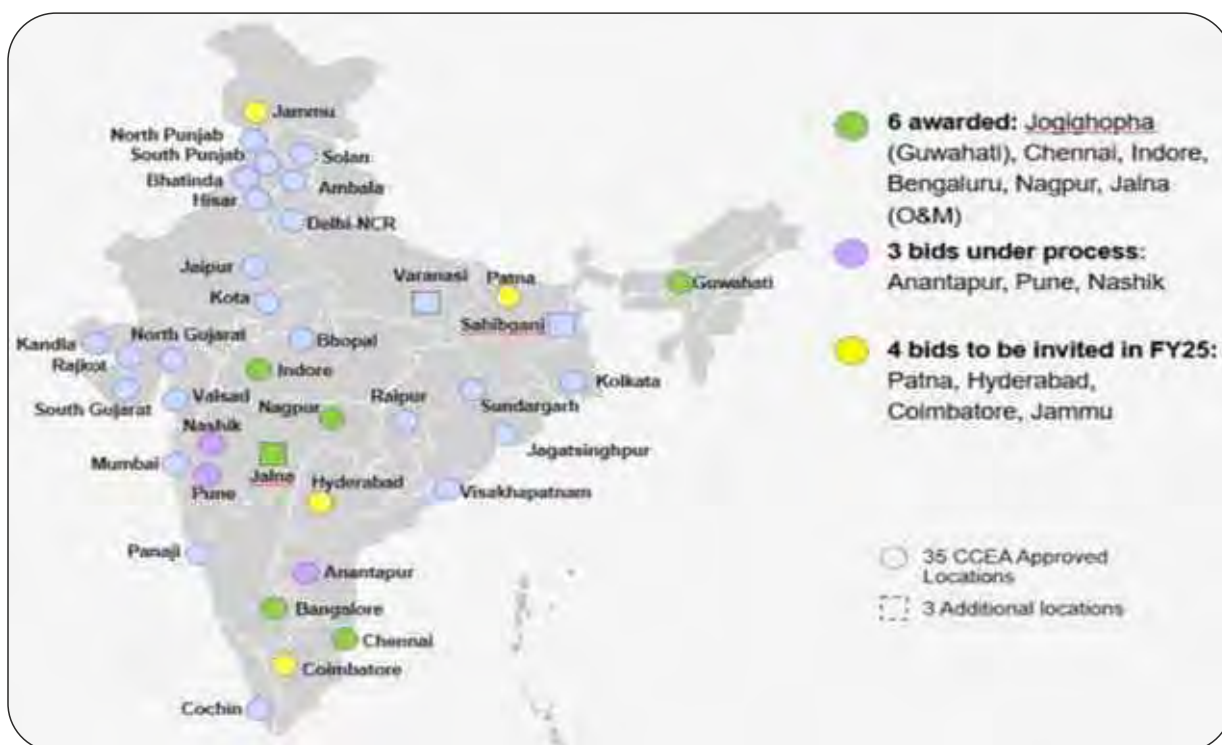 Jammu
North Punjab
South Punjab
Solan
Bhatinda
Ambala
Hisar
Delhi-NCR
Jaipur
Varanasi
Patna
Guwahati
Kota
Sahibganj
North Gujarat
Kandla
Bhopal
Rajkot
Indore
Kolkata
South Gujarat
Valsad
Raipur
Sundargarh
Nagpur
Nashik
Jagatsinghpur
Mumbai
Jalna
Hyderabad
Pune
Visakhapatnam
Panaji
Anantapur
Bangalore
Chennai
Coimbatore
Cochin
6 awarded: Jogighopha
(Guwahati), Chennai, Indore,
Bengaluru, Nagpur, Jalna
(O&M)
3 bids under process:
Anantapur, Pune, Nashik
4 bids to be invited in FY25:
Patna, Hyderabad,
Coimbatore, Jammu
35 CCEA Approved
Locations
3 Additional locations